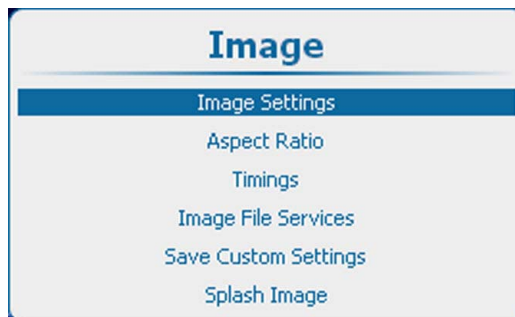 Image
Image Settings
Aspect Ratio
Timings
Image File Services
Save Custom Settings
Splash Image